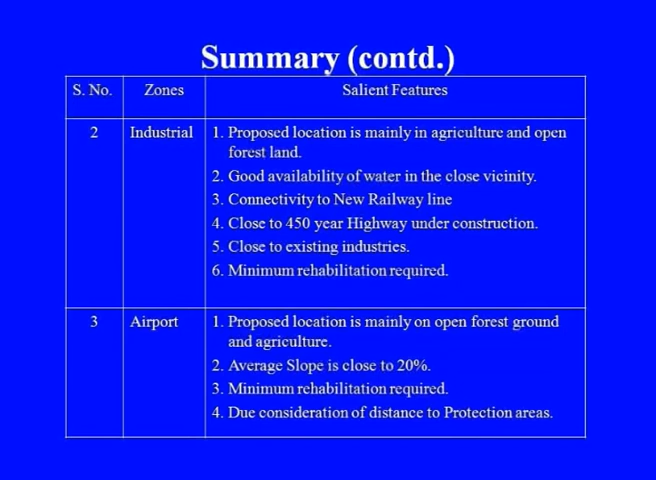 Summary (contd.)
S. No. Zones Salient Features
2 Industrial 1. Proposed location is mainly in agriculture and open
forest land.
2. Good availability of water in the close vicinity.
3. Connectivity to New Railway line
4. Close to 450 year Highway under construction.
5. Close to existing industries.
6. Minimum rehabilitation required.
3 Airport 1. Proposed location is mainly on open forest ground
and agriculture.
2. Average Slope is close to 20%.
3. Minimum rehabilitation required.
4. Due consideration of distance to Protection areas.